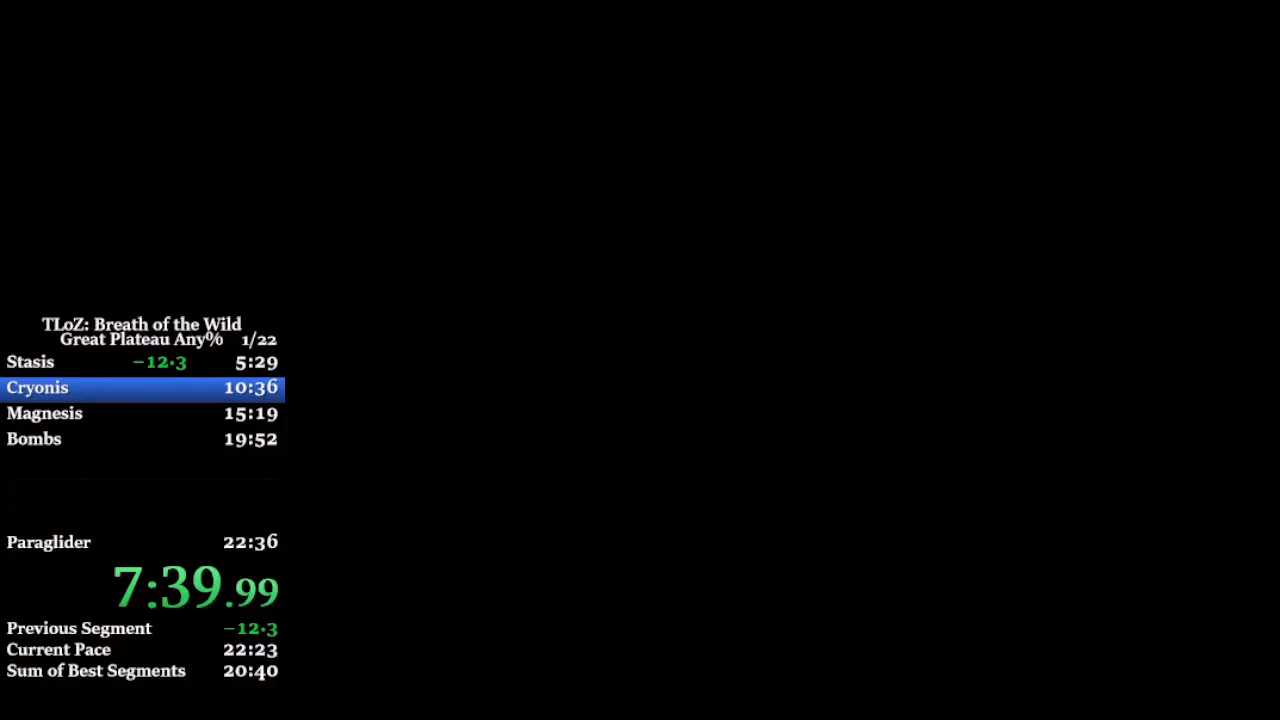 TLoZ: Breath of the Wild
Great Plateau Any% 1/22
Stasis −12.3 5:29
Cryonis 10:36
Magnesis 15:19
Bombs 19:52
Paraglider 22:36
7:39.99
Previous Segment −12.3
Current Pace 22:23
Sum of Best Segments 20:40